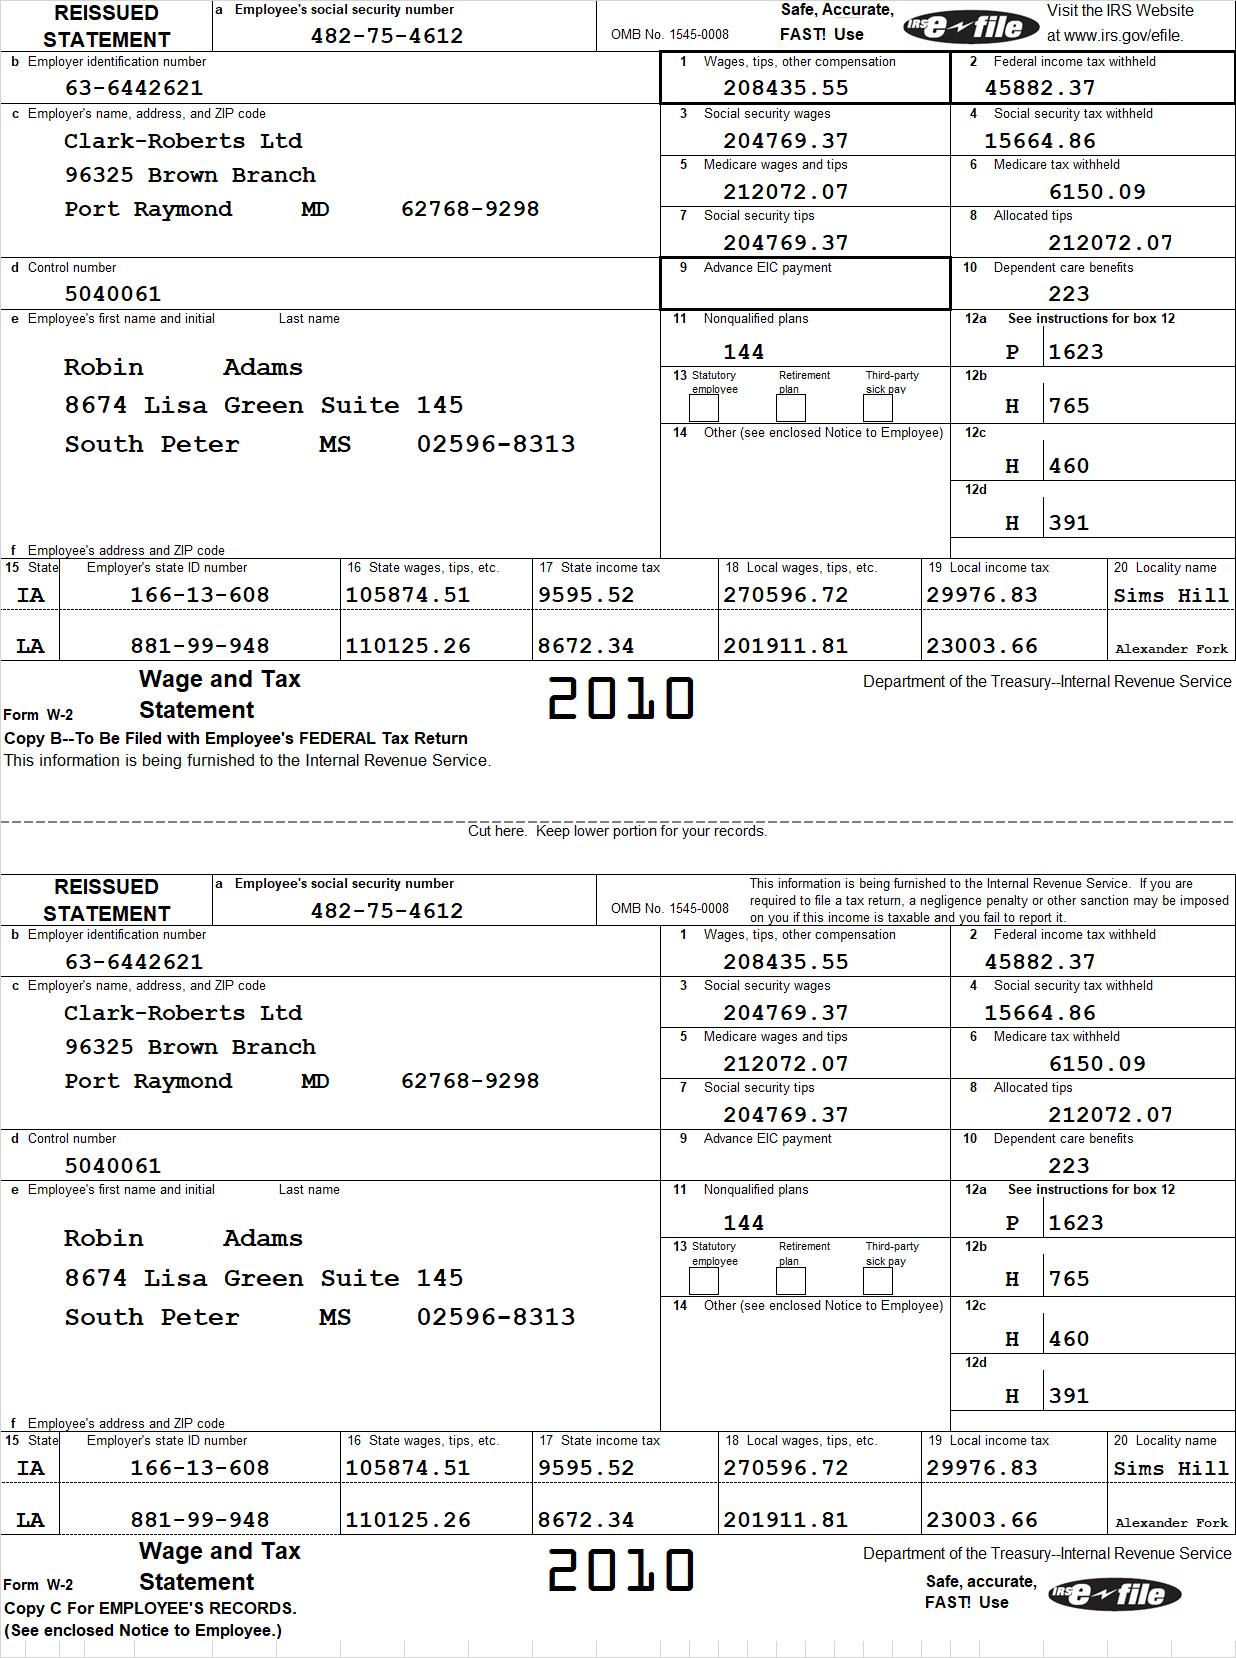 REISSUED STATEMENT
a Employee's social security number
482-75-4612
OMB No. 1545-0008
Safe, Accurate, FAST! Use
IRS e-file
Visit the IRS Website at www.irs.gov/efile.
b Employer identification number
63-6442621
1 Wages, tips, other compensation
208435.55
2 Federal income tax withheld
45882.37
c Employer's name, address, and ZIP code
Clark-Roberts Ltd
96325 Brown Branch
Port Raymond MD 62768-9298
3 Social security wages
204769.37
4 Social security tax withheld
15664.86
5 Medicare wages and tips
212072.07
6 Medicare tax withheld
6150.09
7 Social security tips
204769.37
8 Allocated tips
212072.07
d Control number
5040061
9 Advance EIC payment
10 Dependent care benefits
223
e Employee's first name and initial Last name
Robin Adams
8674 Lisa Green Suite 145
South Peter MS 02596-8313
11 Nonqualified plans
144
12a See instructions for box 12
P 1623
13 Statutory employee Retirement plan Third-party sick pay
12b
H 765
14 Other (see enclosed Notice to Employee)
12c
H 460
12d
H 391
f Employee's address and ZIP code
15 State Employer's state ID number 16 State wages, tips, etc. 17 State income tax 18 Local wages, tips, etc. 19 Local income tax 20 Locality name
IA 166-13-608 105874.51 9595.52 270596.72 29976.83 Sims Hill
LA 881-99-948 110125.26 8672.34 201911.81 23003.66 Alexander Fork
Form W-2 Wage and Tax Statement
2010
Department of the Treasury--Internal Revenue Service
Copy B--To Be Filed with Employee's FEDERAL Tax Return
This information is being furnished to the Internal Revenue Service.
Cut here. Keep lower portion for your records.
REISSUED STATEMENT
a Employee's social security number
482-75-4612
OMB No. 1545-0008
This information is being furnished to the Internal Revenue Service. If you are
required to file a tax return, a negligence penalty or other sanction may be imposed
on you if this income is taxable and you fail to report it.
b Employer identification number
63-6442621
1 Wages, tips, other compensation
208435.55
2 Federal income tax withheld
45882.37
c Employer's name, address, and ZIP code
Clark-Roberts Ltd
96325 Brown Branch
Port Raymond MD 62768-9298
3 Social security wages
204769.37
4 Social security tax withheld
15664.86
5 Medicare wages and tips
212072.07
6 Medicare tax withheld
6150.09
7 Social security tips
204769.37
8 Allocated tips
212072.07
d Control number
5040061
9 Advance EIC payment
10 Dependent care benefits
223
e Employee's first name and initial Last name
Robin Adams
8674 Lisa Green Suite 145
South Peter MS 02596-8313
11 Nonqualified plans
144
12a See instructions for box 12
P 1623
13 Statutory employee Retirement plan Third-party sick pay
12b
H 765
14 Other (see enclosed Notice to Employee)
12c
H 460
12d
H 391
f Employee's address and ZIP code
15 State Employer's state ID number 16 State wages, tips, etc. 17 State income tax 18 Local wages, tips, etc. 19 Local income tax 20 Locality name
IA 166-13-608 105874.51 9595.52 270596.72 29976.83 Sims Hill
LA 881-99-948 110125.26 8672.34 201911.81 23003.66 Alexander Fork
Form W-2 Wage and Tax Statement
2010
Department of the Treasury--Internal Revenue Service
Safe, accurate, FAST! Use
IRS e-file
Copy C For EMPLOYEE'S RECORDS.
(See enclosed Notice to Employee.)